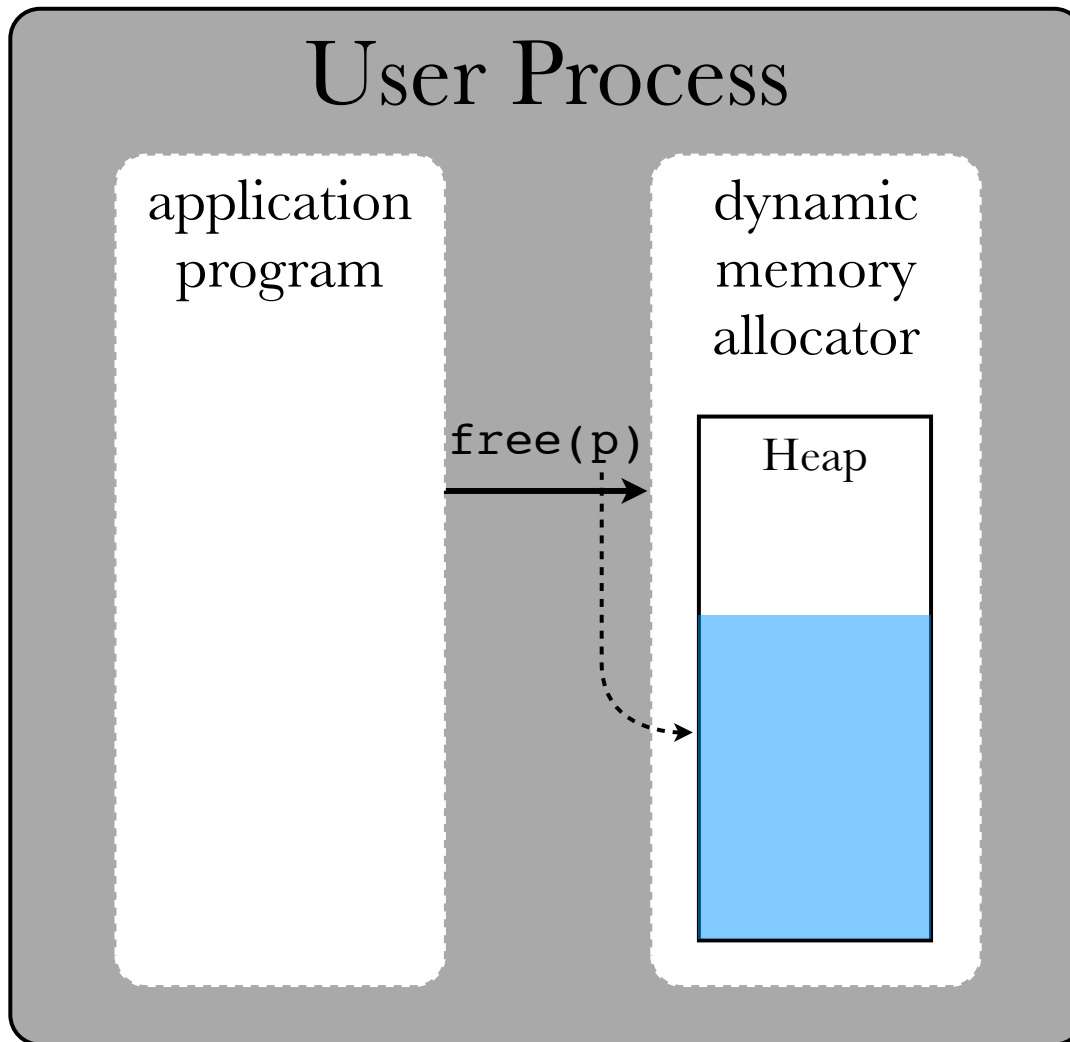 User Process
application
program
dynamic
memory
allocator
free(p)
Heap